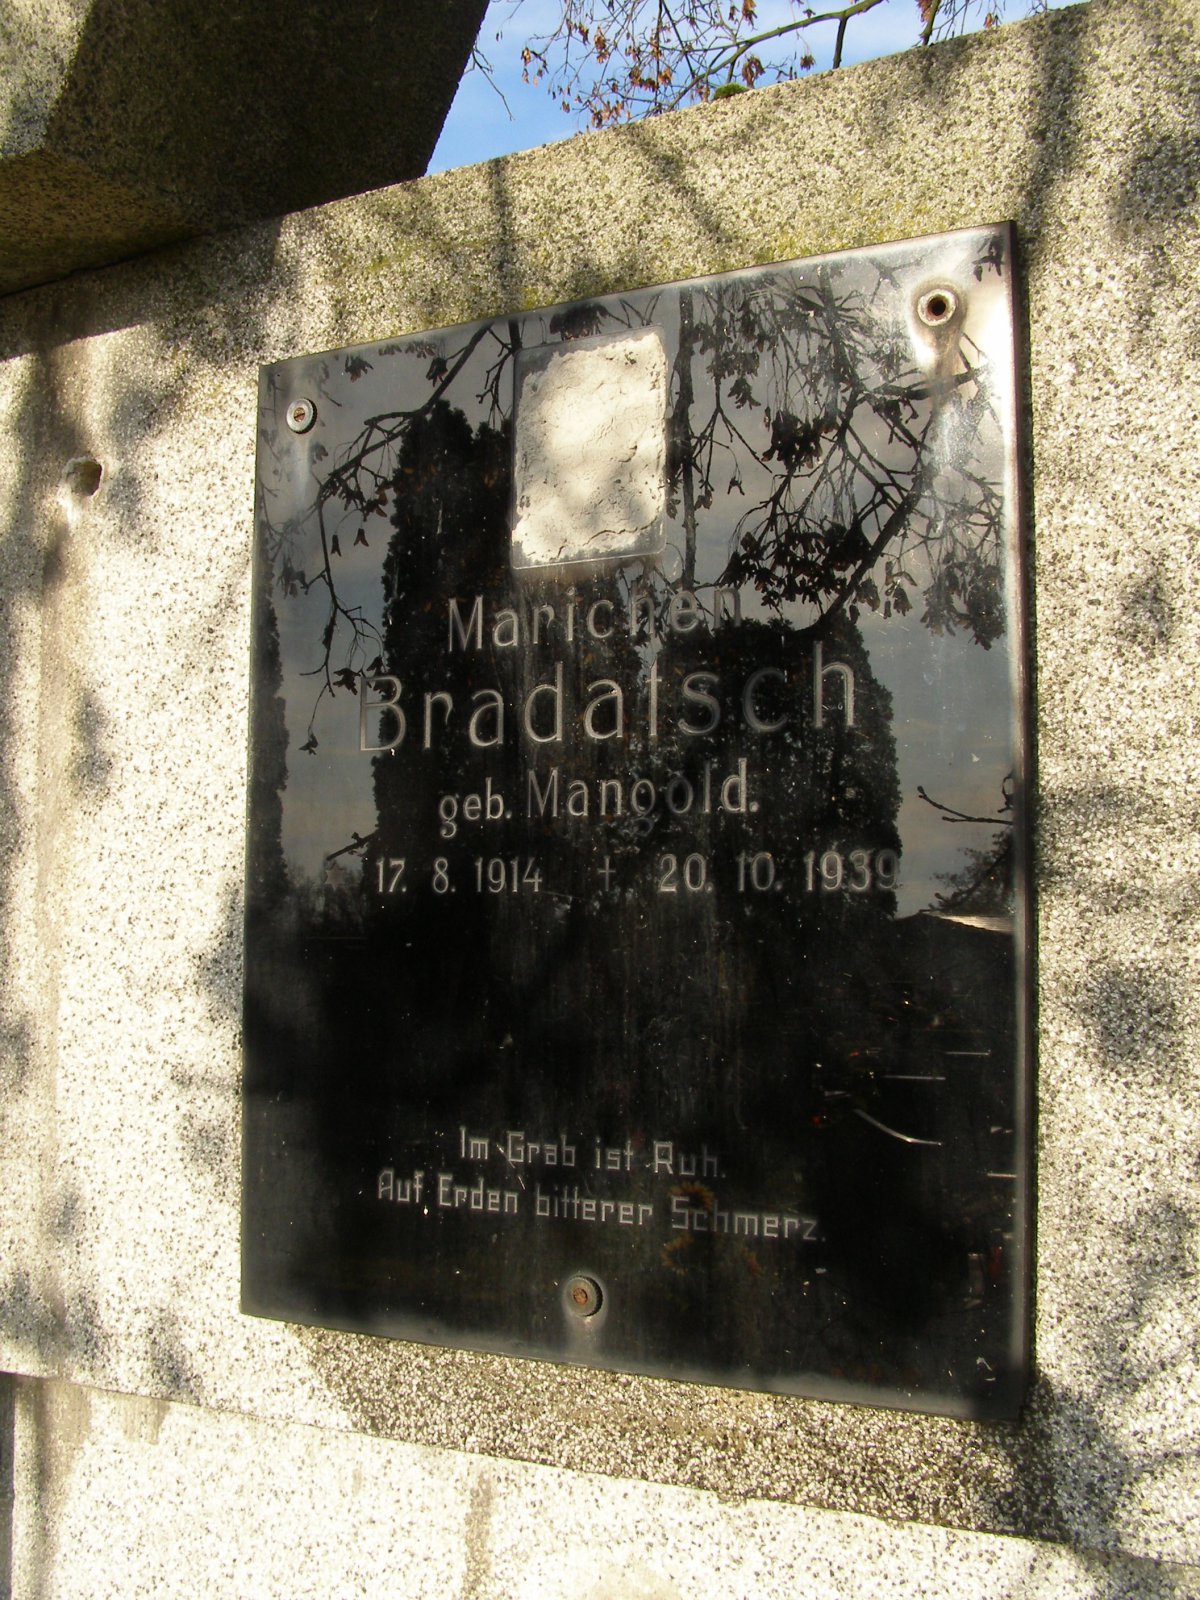 Marichen
Bradatsch
geb. Mangold.
* 17. 8. 1914 † 20. 10. 1939
Im Grab ist Ruh.
Auf Erden bitterer Schmerz.